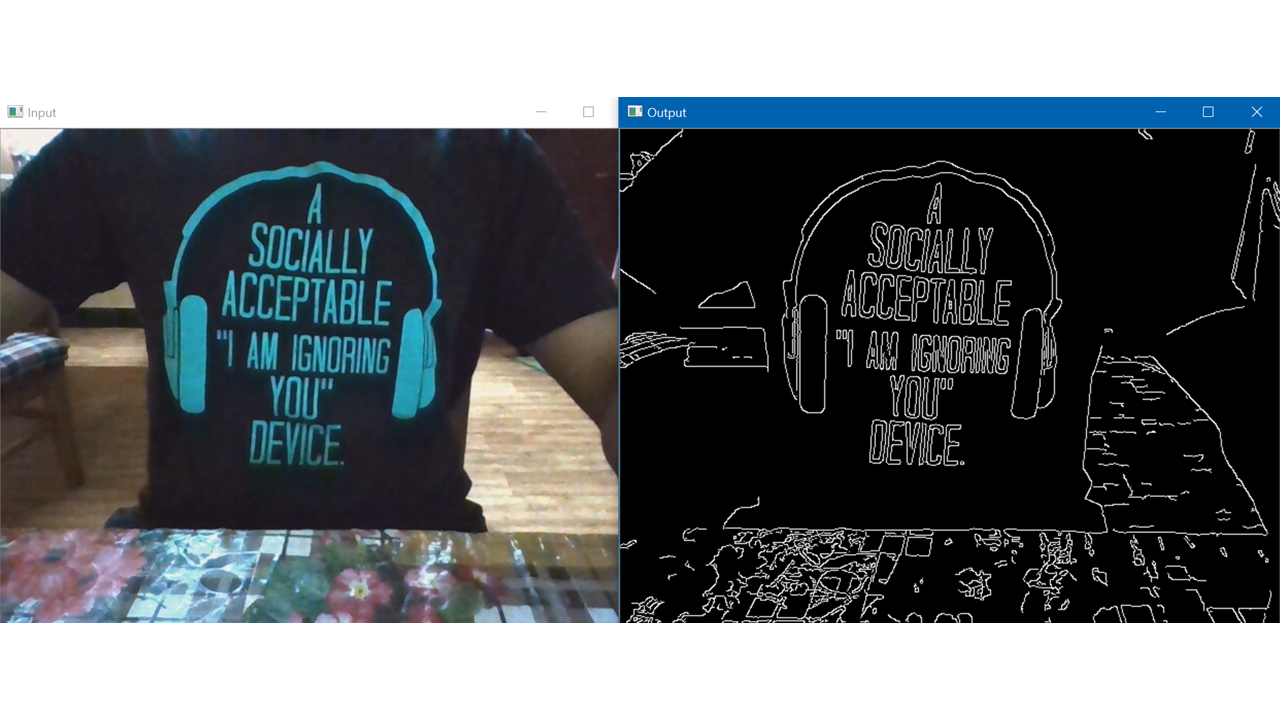 Input
A
SOCIALLY
ACCEPTABLE
"I AM IGNORING
YOU"
DEVICE.
Output
A
SOCIALLY
ACCEPTABLE
"I AM IGNORING
YOU"
DEVICE.